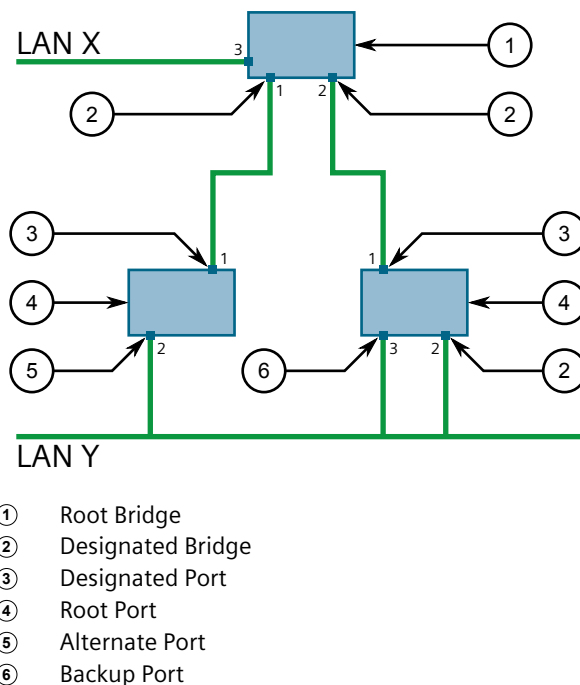 LAN X
3
1
1
2
2
2
3
1
1
3
4
4
5
2
6
3
2
2
LAN Y
1 Root Bridge
2 Designated Bridge
3 Designated Port
4 Root Port
5 Alternate Port
6 Backup Port